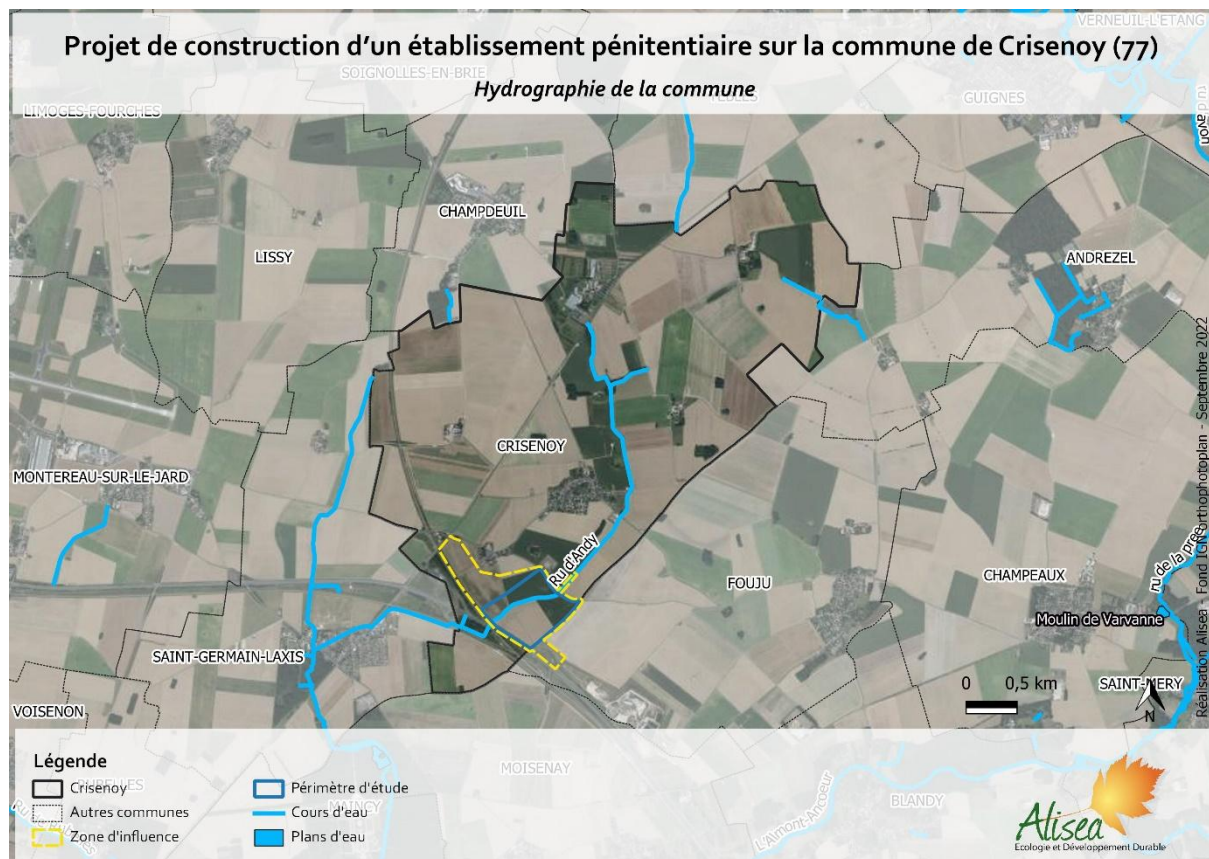 VERNEUIL-L'ETANG
Projet de construction d'un établissement pénitentiaire sur la commune de Crisenoy (77)
SOIGNOLLES-EN-BRIE
Hydrographie de la commune
GUIGNES
LIMOGES-FOURCHES
CHAMPDEUIL
LISSY
ANDREZEL
CRISENOY
MONTEREAU-SUR-LE-JARD
Ru d'Andy
FOUJU
CHAMPEAUX
ru de la prée
Moulin de Varvanne
SAINT-GERMAIN-LAXIS
SAINT-MERY
VOISENON
0 0,5 km
N
Réalisation Alisea - Fond IGN orthophotoplan - Septembre 2022
Légende
Crisenoy
Autres communes
Zone d'influence
Périmètre d'étude
Cours d'eau
Plans d'eau
MOISENAY
MAINCY
BLANDY
L'Almont-Ancoeur
Alisea
Ecologie et Développement Durable